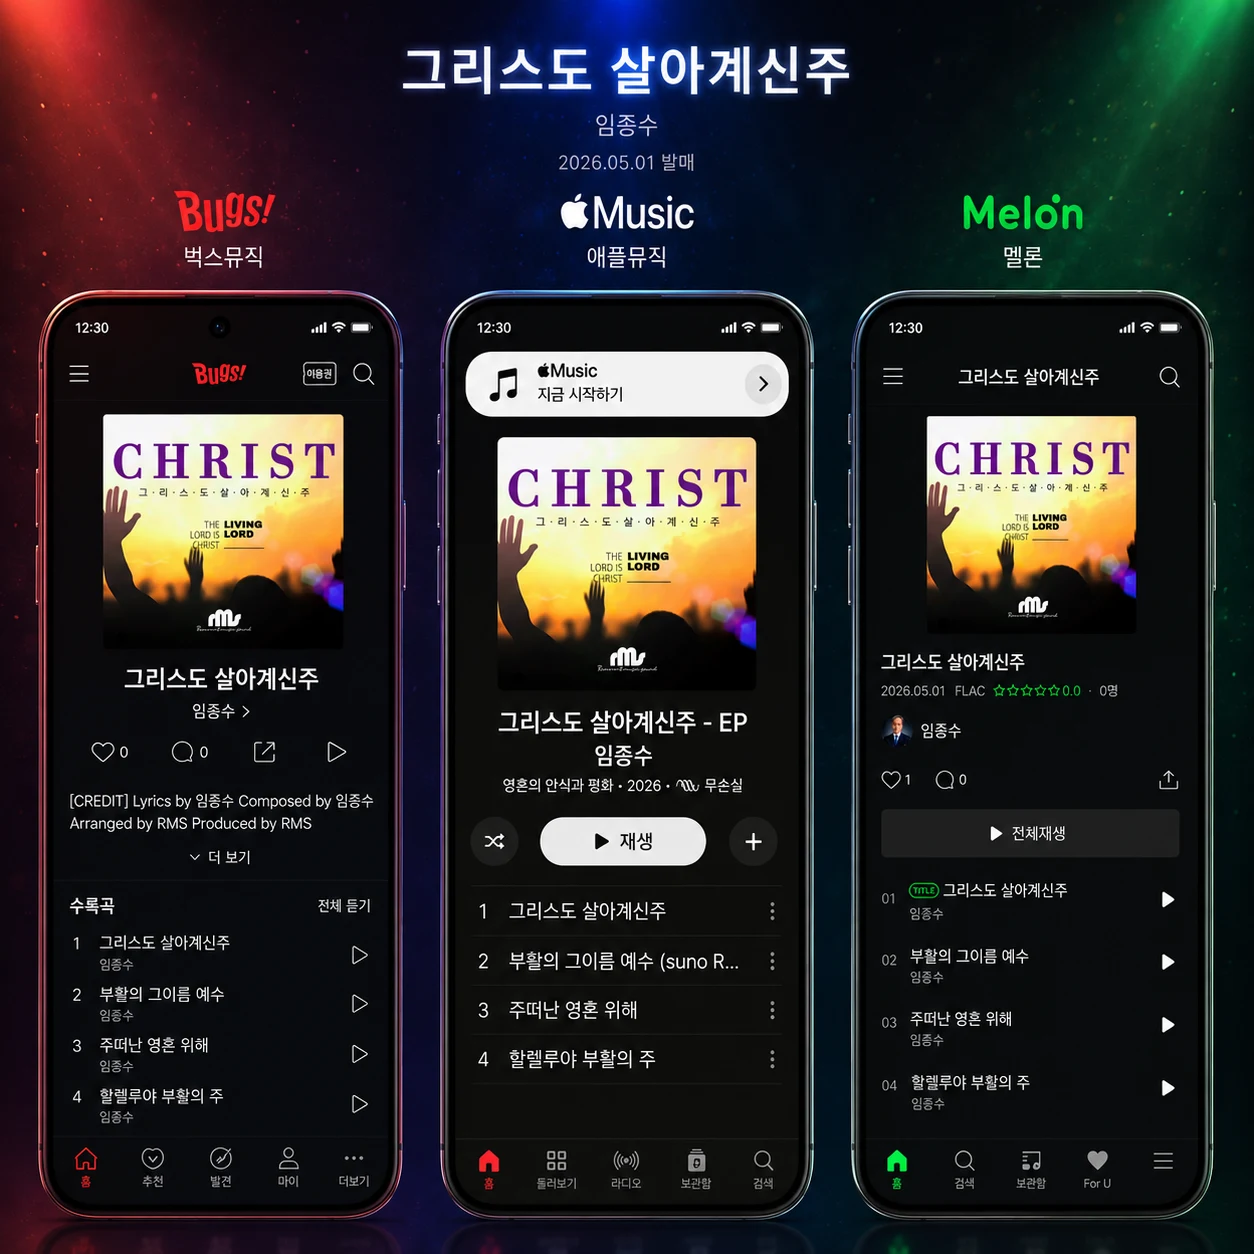 그리스도 살아계신주
임종수
2026.05.01 발매
Bugs!
벅스뮤직
Music
애플뮤직
Melon
멜론
12:30
Bugs!
이용권
CHRIST
그·리·스·도·살·아·계·신·주
THE LIVING
LORD IS LORD
CHRIST
rms
그리스도 살아계신주
임종수 >
0
0
[CREDIT] Lyrics by 임종수 Composed by 임종수
Arranged by RMS Produced by RMS
더 보기
수록곡 전체 듣기
1 그리스도 살아계신주
임종수
2 부활의 그이름 예수
임종수
3 주떠난 영혼 위해
임종수
4 할렐루야 부활의 주
임종수
홈 추천 발견 마이 더보기
12:30
Music
지금 시작하기
CHRIST
그·리·스·도·살·아·계·신·주
THE LIVING
LORD IS LORD
CHRIST
rms
그리스도 살아계신주 - EP
임종수
영혼의 안식과 평화 • 2026 • 무손실
재생
1 그리스도 살아계신주
2 부활의 그이름 예수 (suno R...
3 주떠난 영혼 위해
4 할렐루야 부활의 주
홈 둘러보기 라디오 보관함 검색
12:30
그리스도 살아계신주
CHRIST
그·리·스·도·살·아·계·신·주
THE LIVING
LORD IS LORD
CHRIST
rms
그리스도 살아계신주
2026.05.01 FLAC ☆☆☆☆☆0.0 · 0명
임종수
1
0
전체재생
01 TITLE 그리스도 살아계신주
임종수
02 부활의 그이름 예수
임종수
03 주떠난 영혼 위해
임종수
04 할렐루야 부활의 주
임종수
홈 검색 보관함 For U